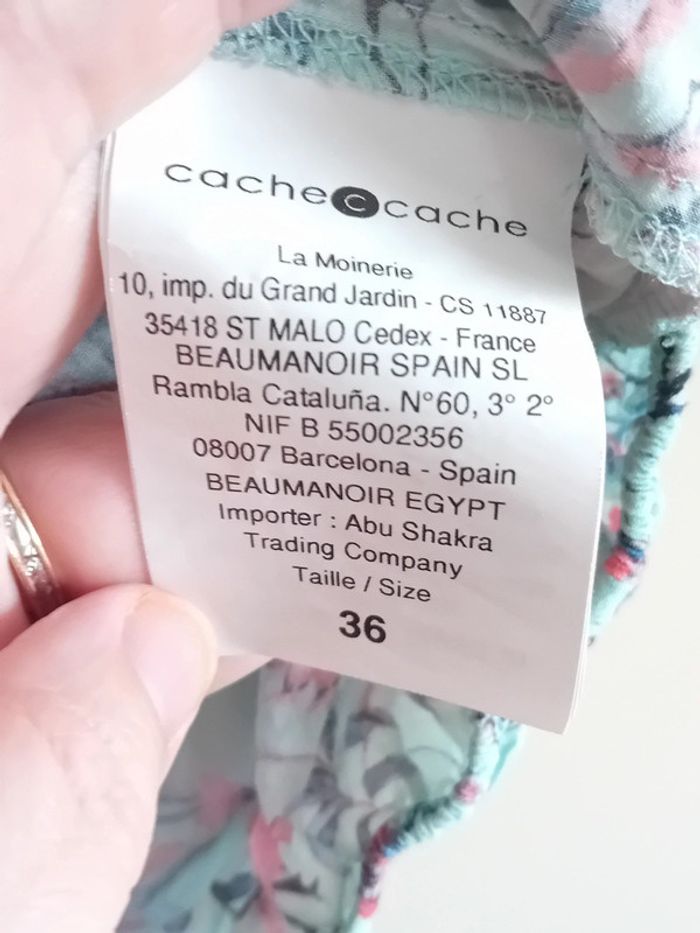 cache c cache
La Moinerie
10, imp. du Grand Jardin - CS 11887
35418 ST MALO Cedex - France
BEAUMANOIR SPAIN SL
Rambla Cataluña. N°60, 3° 2°
NIF B 55002356
08007 Barcelona - Spain
BEAUMANOIR EGYPT
Importer : Abu Shakra
Trading Company
Taille / Size
36